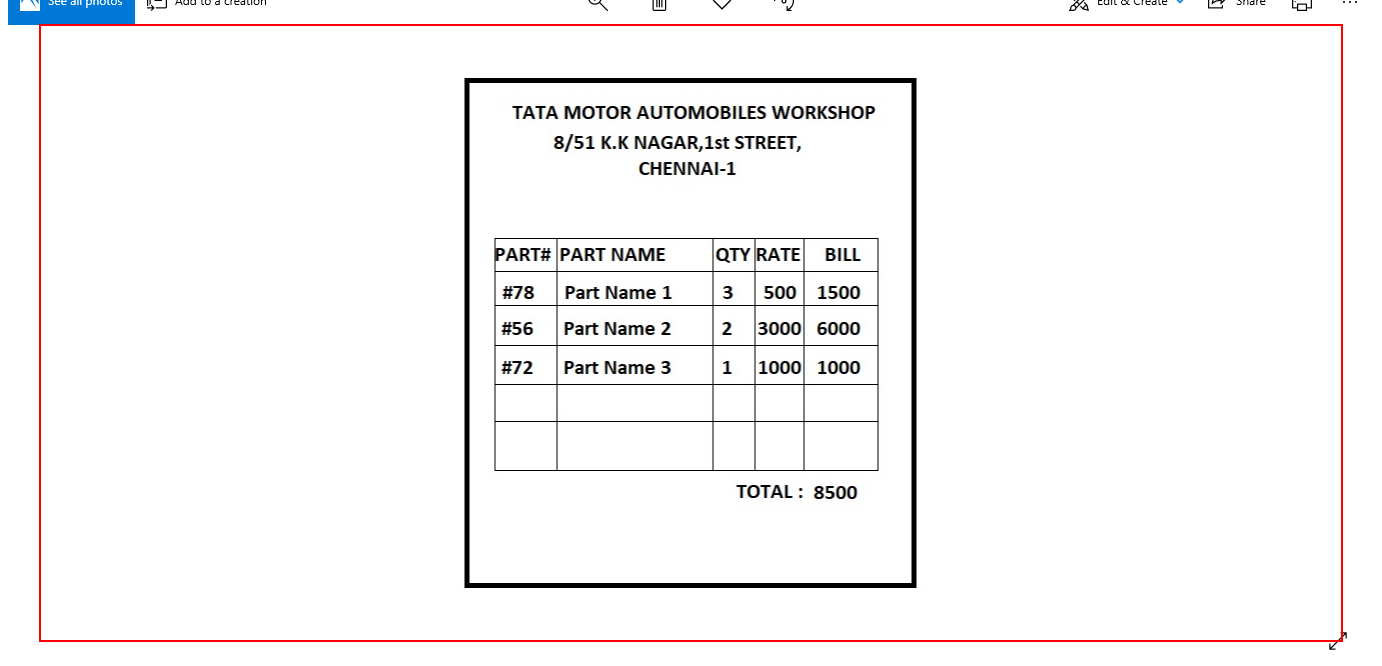 See all photos Add to a creation Edit & Create Share
TATA MOTOR AUTOMOBILES WORKSHOP
8/51 K.K NAGAR,1st STREET,
CHENNAI-1
PART# PART NAME QTY RATE BILL
#78 Part Name 1 3 500 1500
#56 Part Name 2 2 3000 6000
#72 Part Name 3 1 1000 1000
TOTAL : 8500